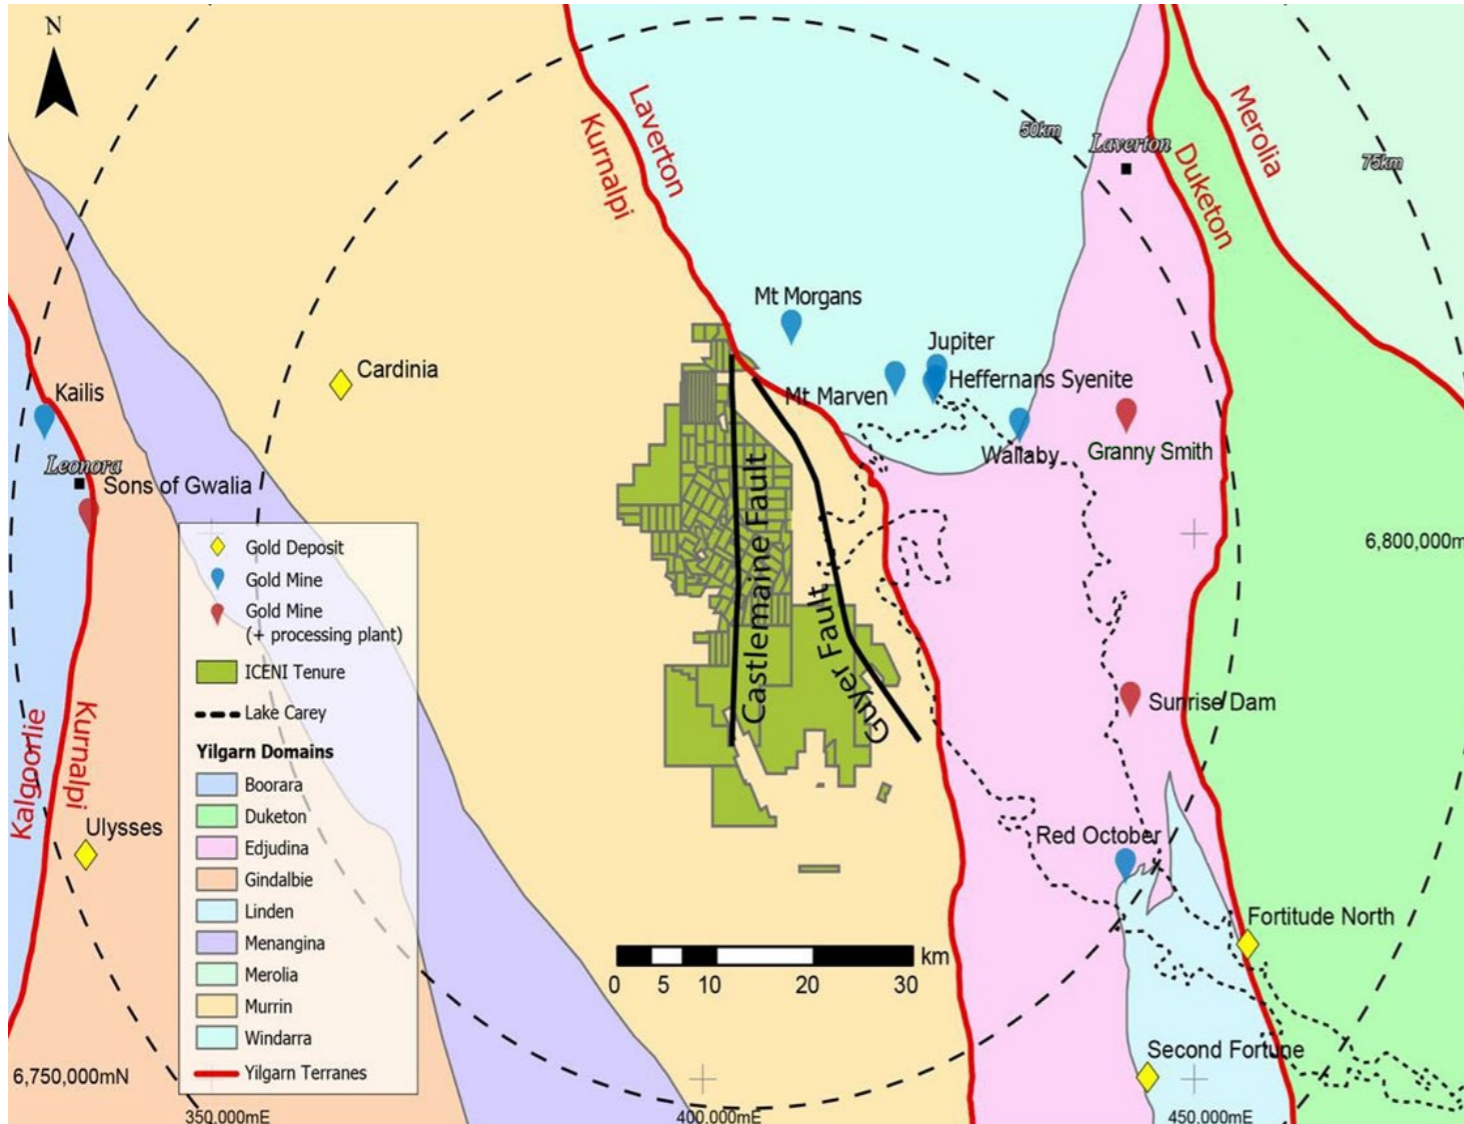 N
Laverton
Kurnalpi
Merolia
50km
Laverton
75km
Duketon
Mt Morgans
Jupiter
Cardinia
Heffernans Syenite
Mt Marven
Kailis
Wallaby
Granny Smith
Leonora
Sons of Gwalia
Castlemaine Fault
Guyer Fault
6,800,000m
Gold Deposit
Gold Mine
Gold Mine
(+ processing plant)
ICENI Tenure
Lake Carey
Yilgarn Domains
Boorara
Duketon
Edjudina
Gindalbie
Linden
Menangina
Merolia
Murrin
Windarra
Yilgarn Terranes
Kalgoorlie
Kurnalpi
Sunrise Dam
Ulysses
Red October
Fortitude North
km
0 5 10 20 30
Second Fortune
6,750,000mN
350,000mE
400,000mE
450,000mE